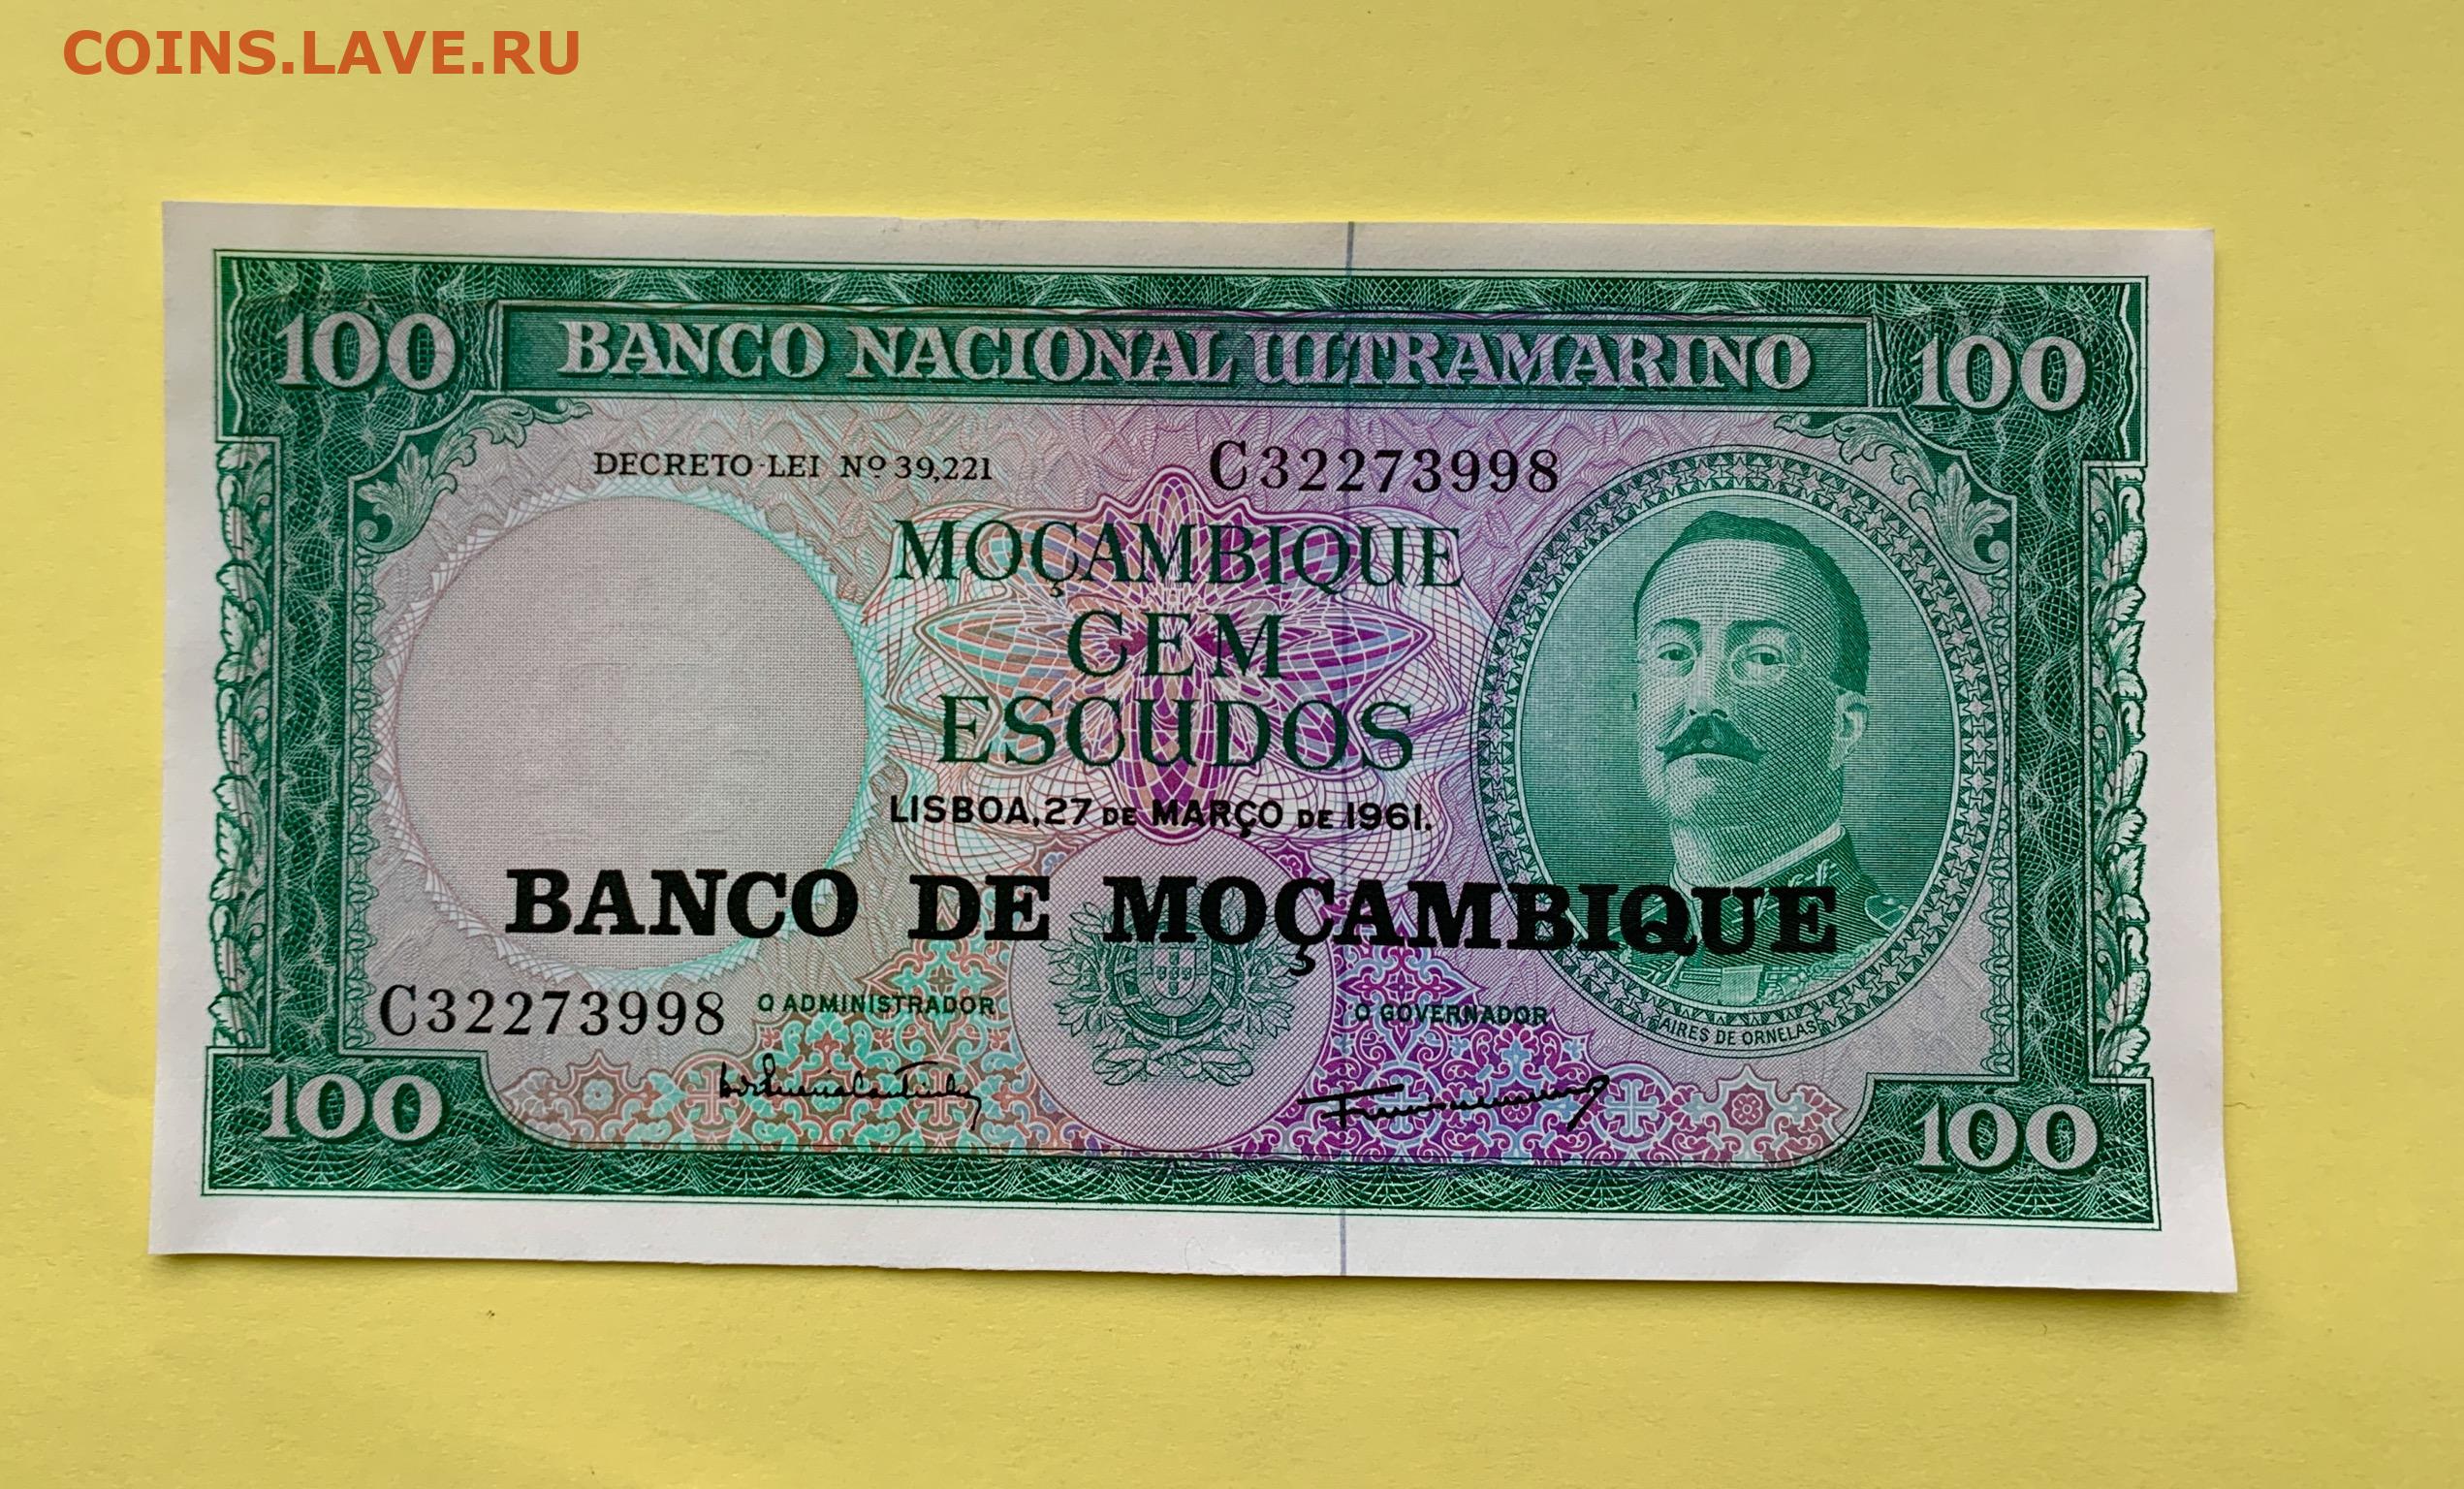 COINS.LAVE.RU
100 BANCO NACIONAL ULTRAMARINO 100
DECRETO-LEI Nº 39,221 C32273998
MOÇAMBIQUE
CEM
ESCUDOS
LISBOA, 27 DE MARÇO DE 1961.
BANCO DE MOÇAMBIQUE
C32273998 O ADMINISTRADOR O GOVERNADOR AIRES DE ORNELAS
100 100